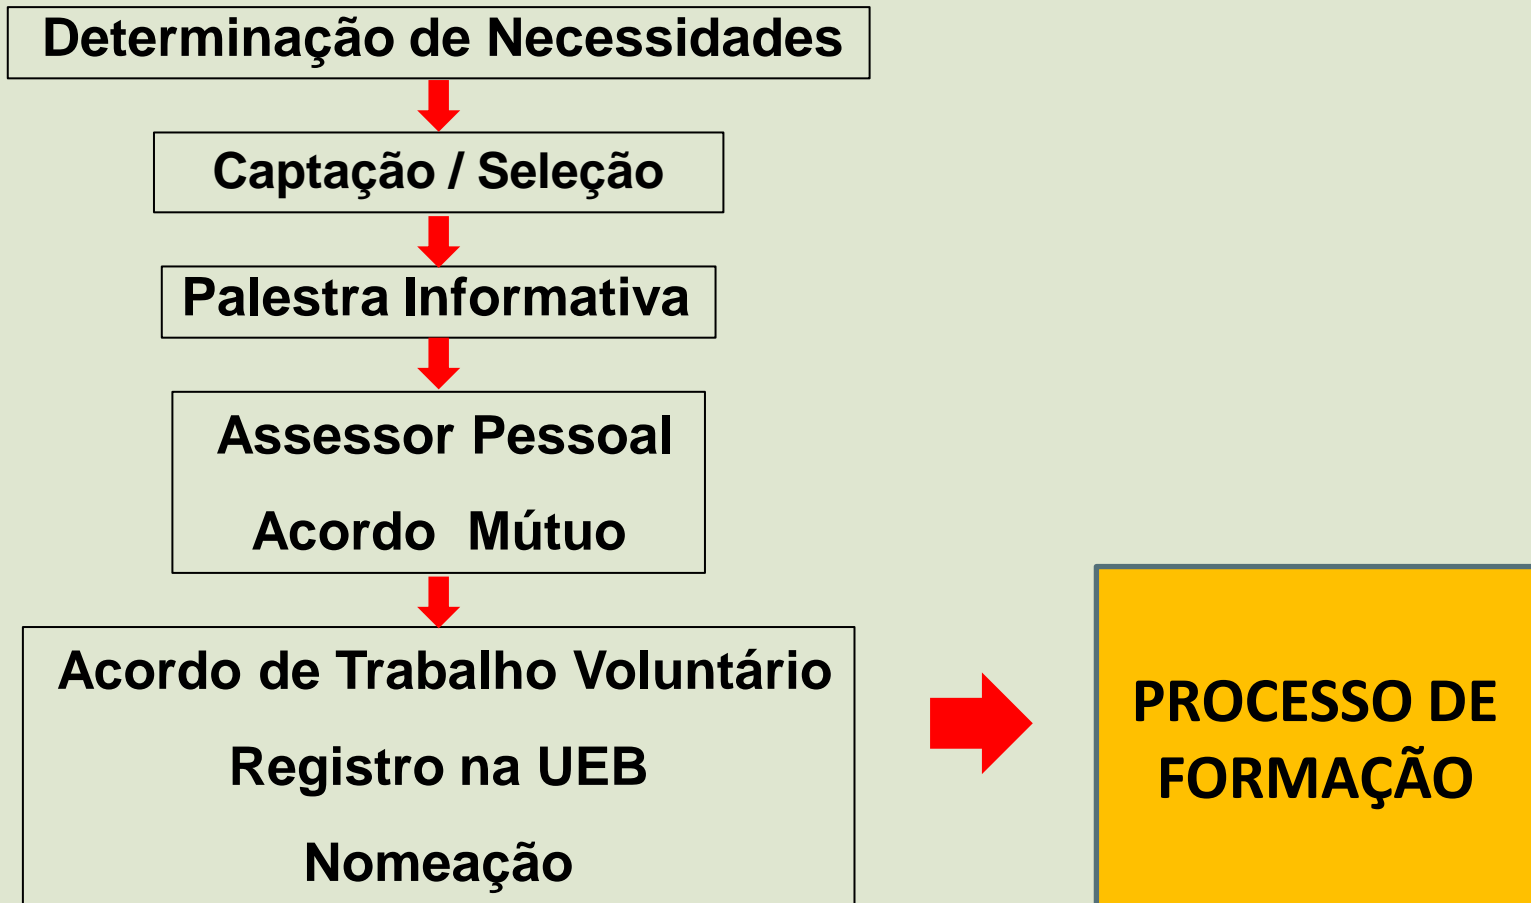 Determinação de Necessidades
Captação / Seleção
Palestra Informativa
Assessor Pessoal
Acordo Mútuo
Acordo de Trabalho Voluntário
Registro na UEB
Nomeação
PROCESSO DE
FORMAÇÃO